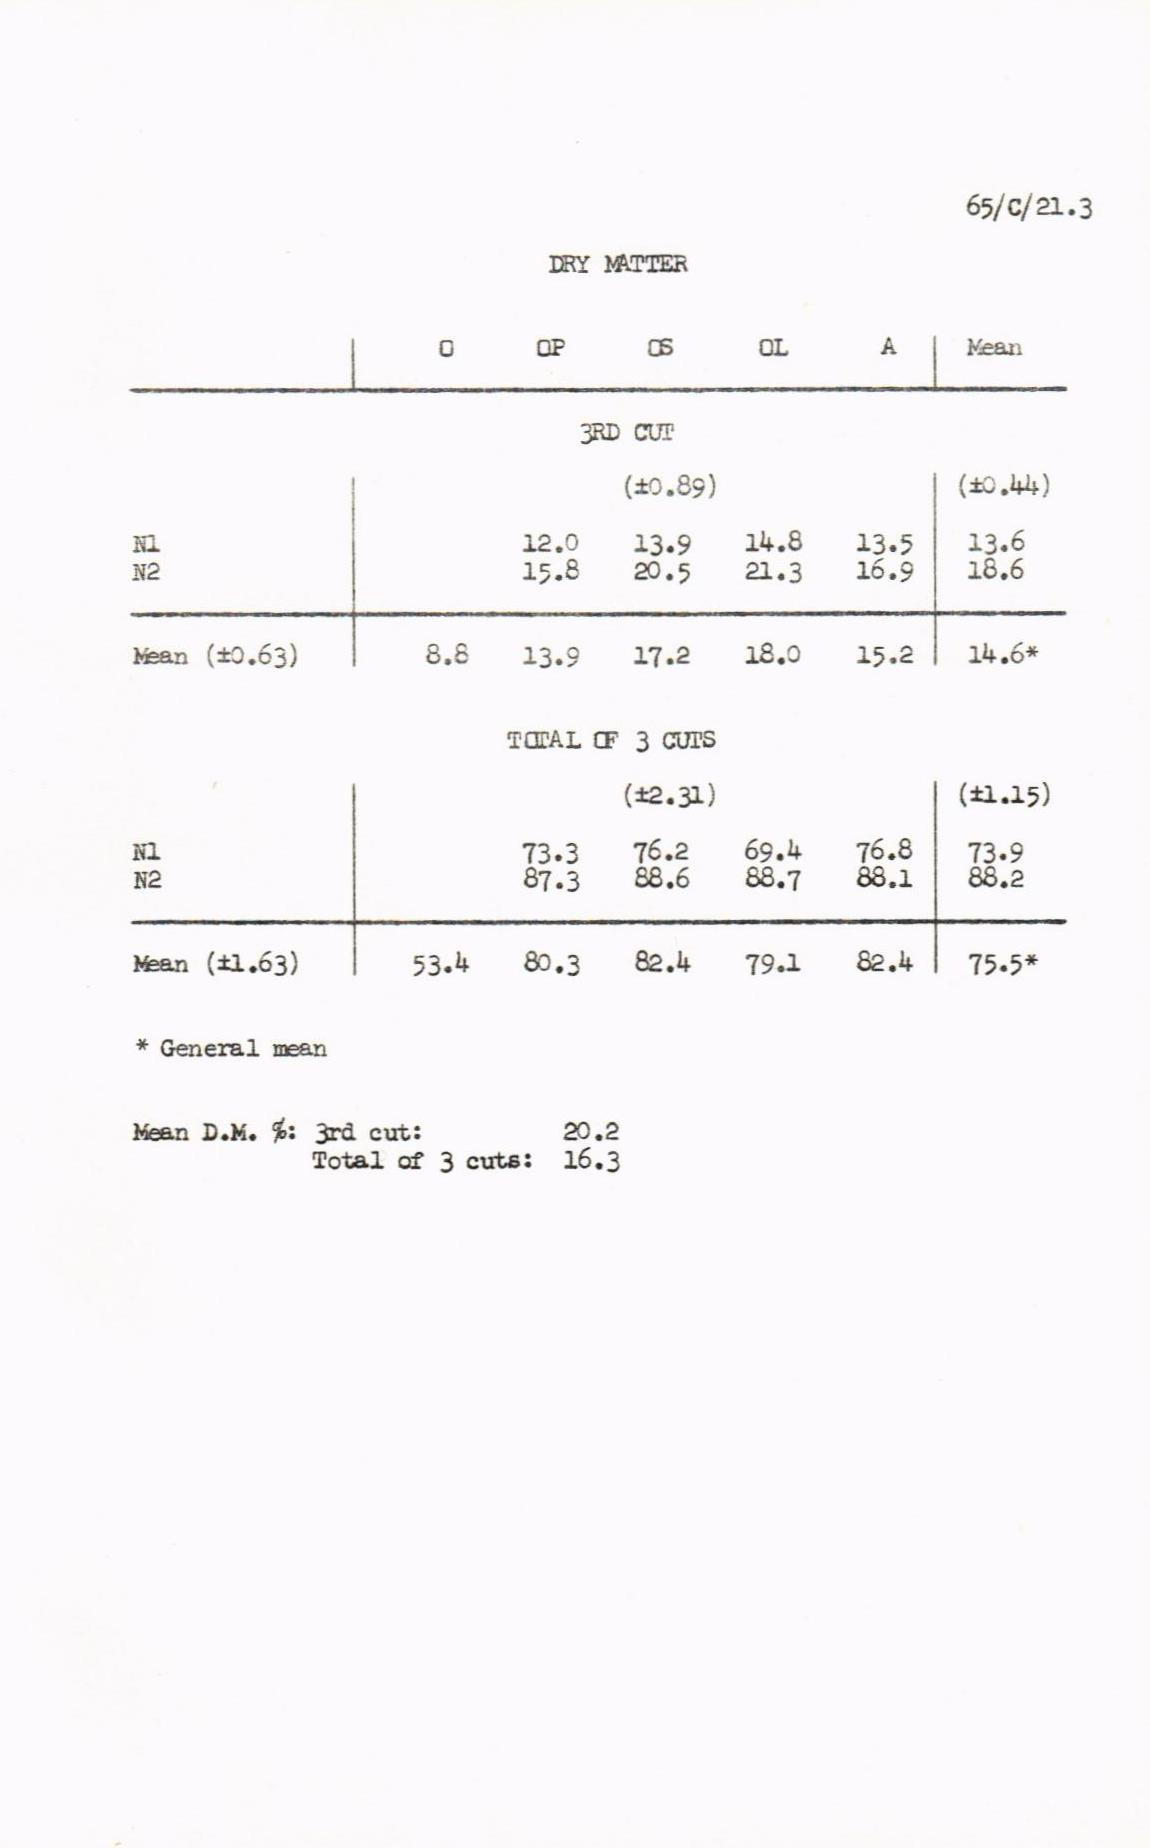 65/C/21.3
DRY MATTER
O OP OS OL A Mean
3RD CUT
(±0.89) (±0.44)
N1 12.0 13.9 14.8 13.5 13.6
N2 15.8 20.5 21.3 16.9 18.6
Mean (±0.63) 8.8 13.9 17.2 18.0 15.2 14.6*
TOTAL OF 3 CUTS
(±2.31) (±1.15)
N1 73.3 76.2 69.4 76.8 73.9
N2 87.3 88.6 88.7 88.1 88.2
Mean (±1.63) 53.4 80.3 82.4 79.1 82.4 75.5*
* General mean
Mean D.M. %: 3rd cut: 20.2
Total of 3 cuts: 16.3